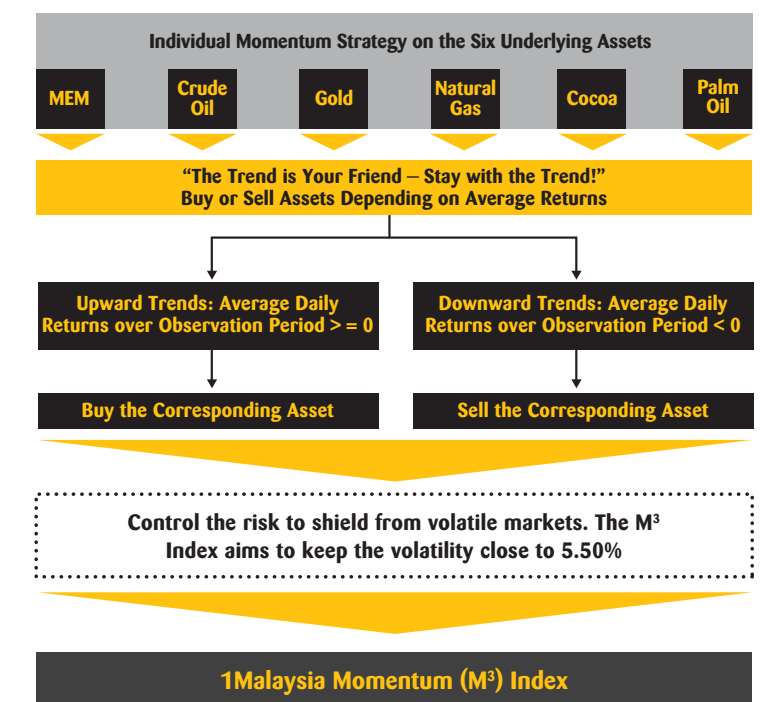 Individual Momentum Strategy on the Six Underlying Assets
MEM
Crude
Oil
Gold
Natural
Gas
Cocoa
Palm
Oil
“The Trend is Your Friend – Stay with the Trend!”
Buy or Sell Assets Depending on Average Returns
Upward Trends: Average Daily
Returns over Observation Period > = 0
Downward Trends: Average Daily
Returns over Observation Period < 0
Buy the Corresponding Asset
Sell the Corresponding Asset
Control the risk to shield from volatile markets. The M³
Index aims to keep the volatility close to 5.50%
1Malaysia Momentum (M³) Index